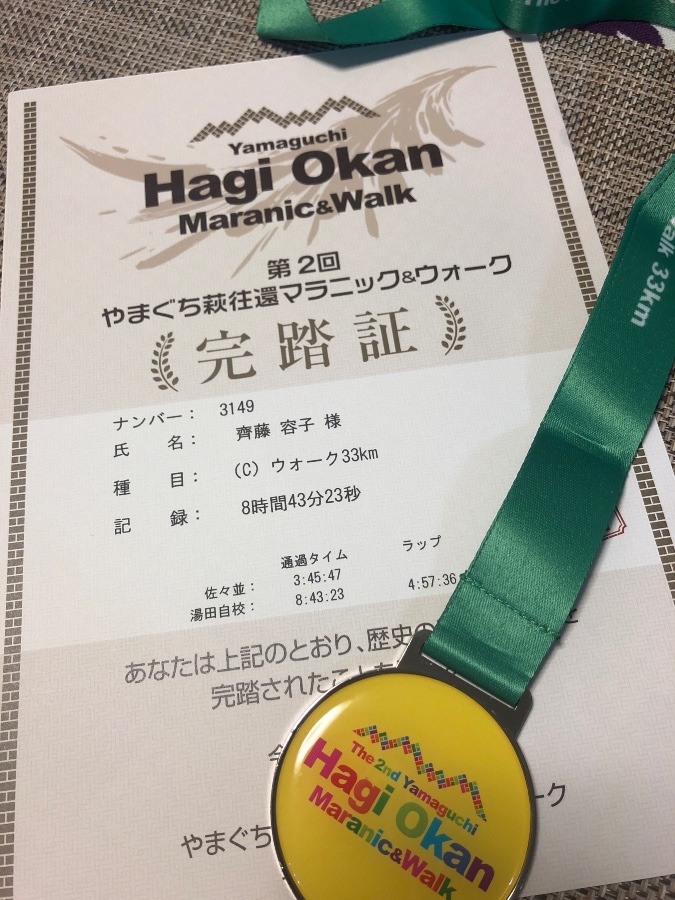 Yamaguchi
Hagi Okan
Maranic&Walk
第2回
やまぐち萩往還マラニック&ウォーク
完踏証
ナンバー： 3149
氏 名： 齊藤 容子 様
種 目： (C) ウォーク33km
記 録： 8時間43分23秒
通過タイム ラップ
佐々並： 3:45:47
湯田自校： 8:43:23 4:57:36
あなたは上記のとおり、歴史の
完踏された
やまぐち
ーク
Walk 33km
The 2nd Yamaguchi
Hagi Okan
Maranic&Walk